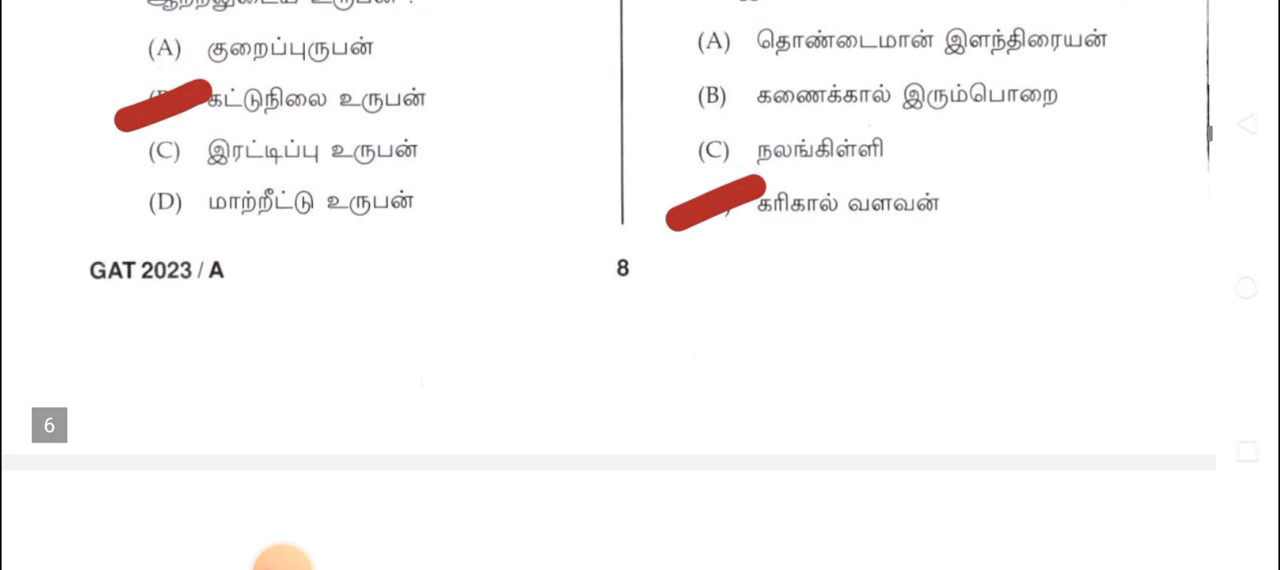 (A) குறைப்புருபன்
கட்டுநிலை உருபன்
(C) இரட்டிப்பு உருபன்
(D) மாற்றீட்டு உருபன்
(A) தொண்டைமான் இளந்திரையன்
(B) கணைக்கால் இரும்பொறை
(C) நலங்கிள்ளி
கரிகால் வளவன்
GAT 2023 / A
8
6